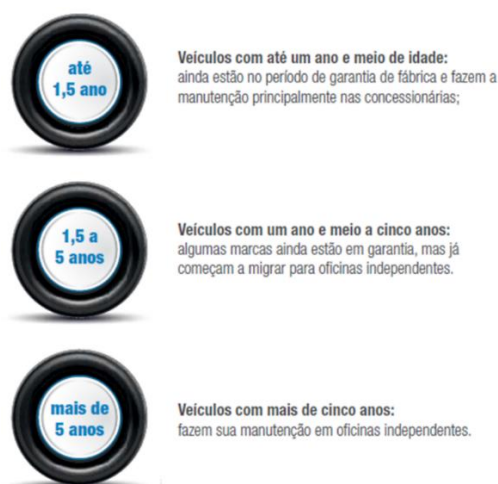 até
1,5 ano
Veículos com até um ano e meio de idade:
ainda estão no período de garantia de fábrica e fazem a
manutenção principalmente nas concessionárias;
1,5 a
5 anos
Veículos com um ano e meio a cinco anos:
algumas marcas ainda estão em garantia, mas já
começam a migrar para oficinas independentes.
mais de
5 anos
Veículos com mais de cinco anos:
fazem sua manutenção em oficinas independentes.